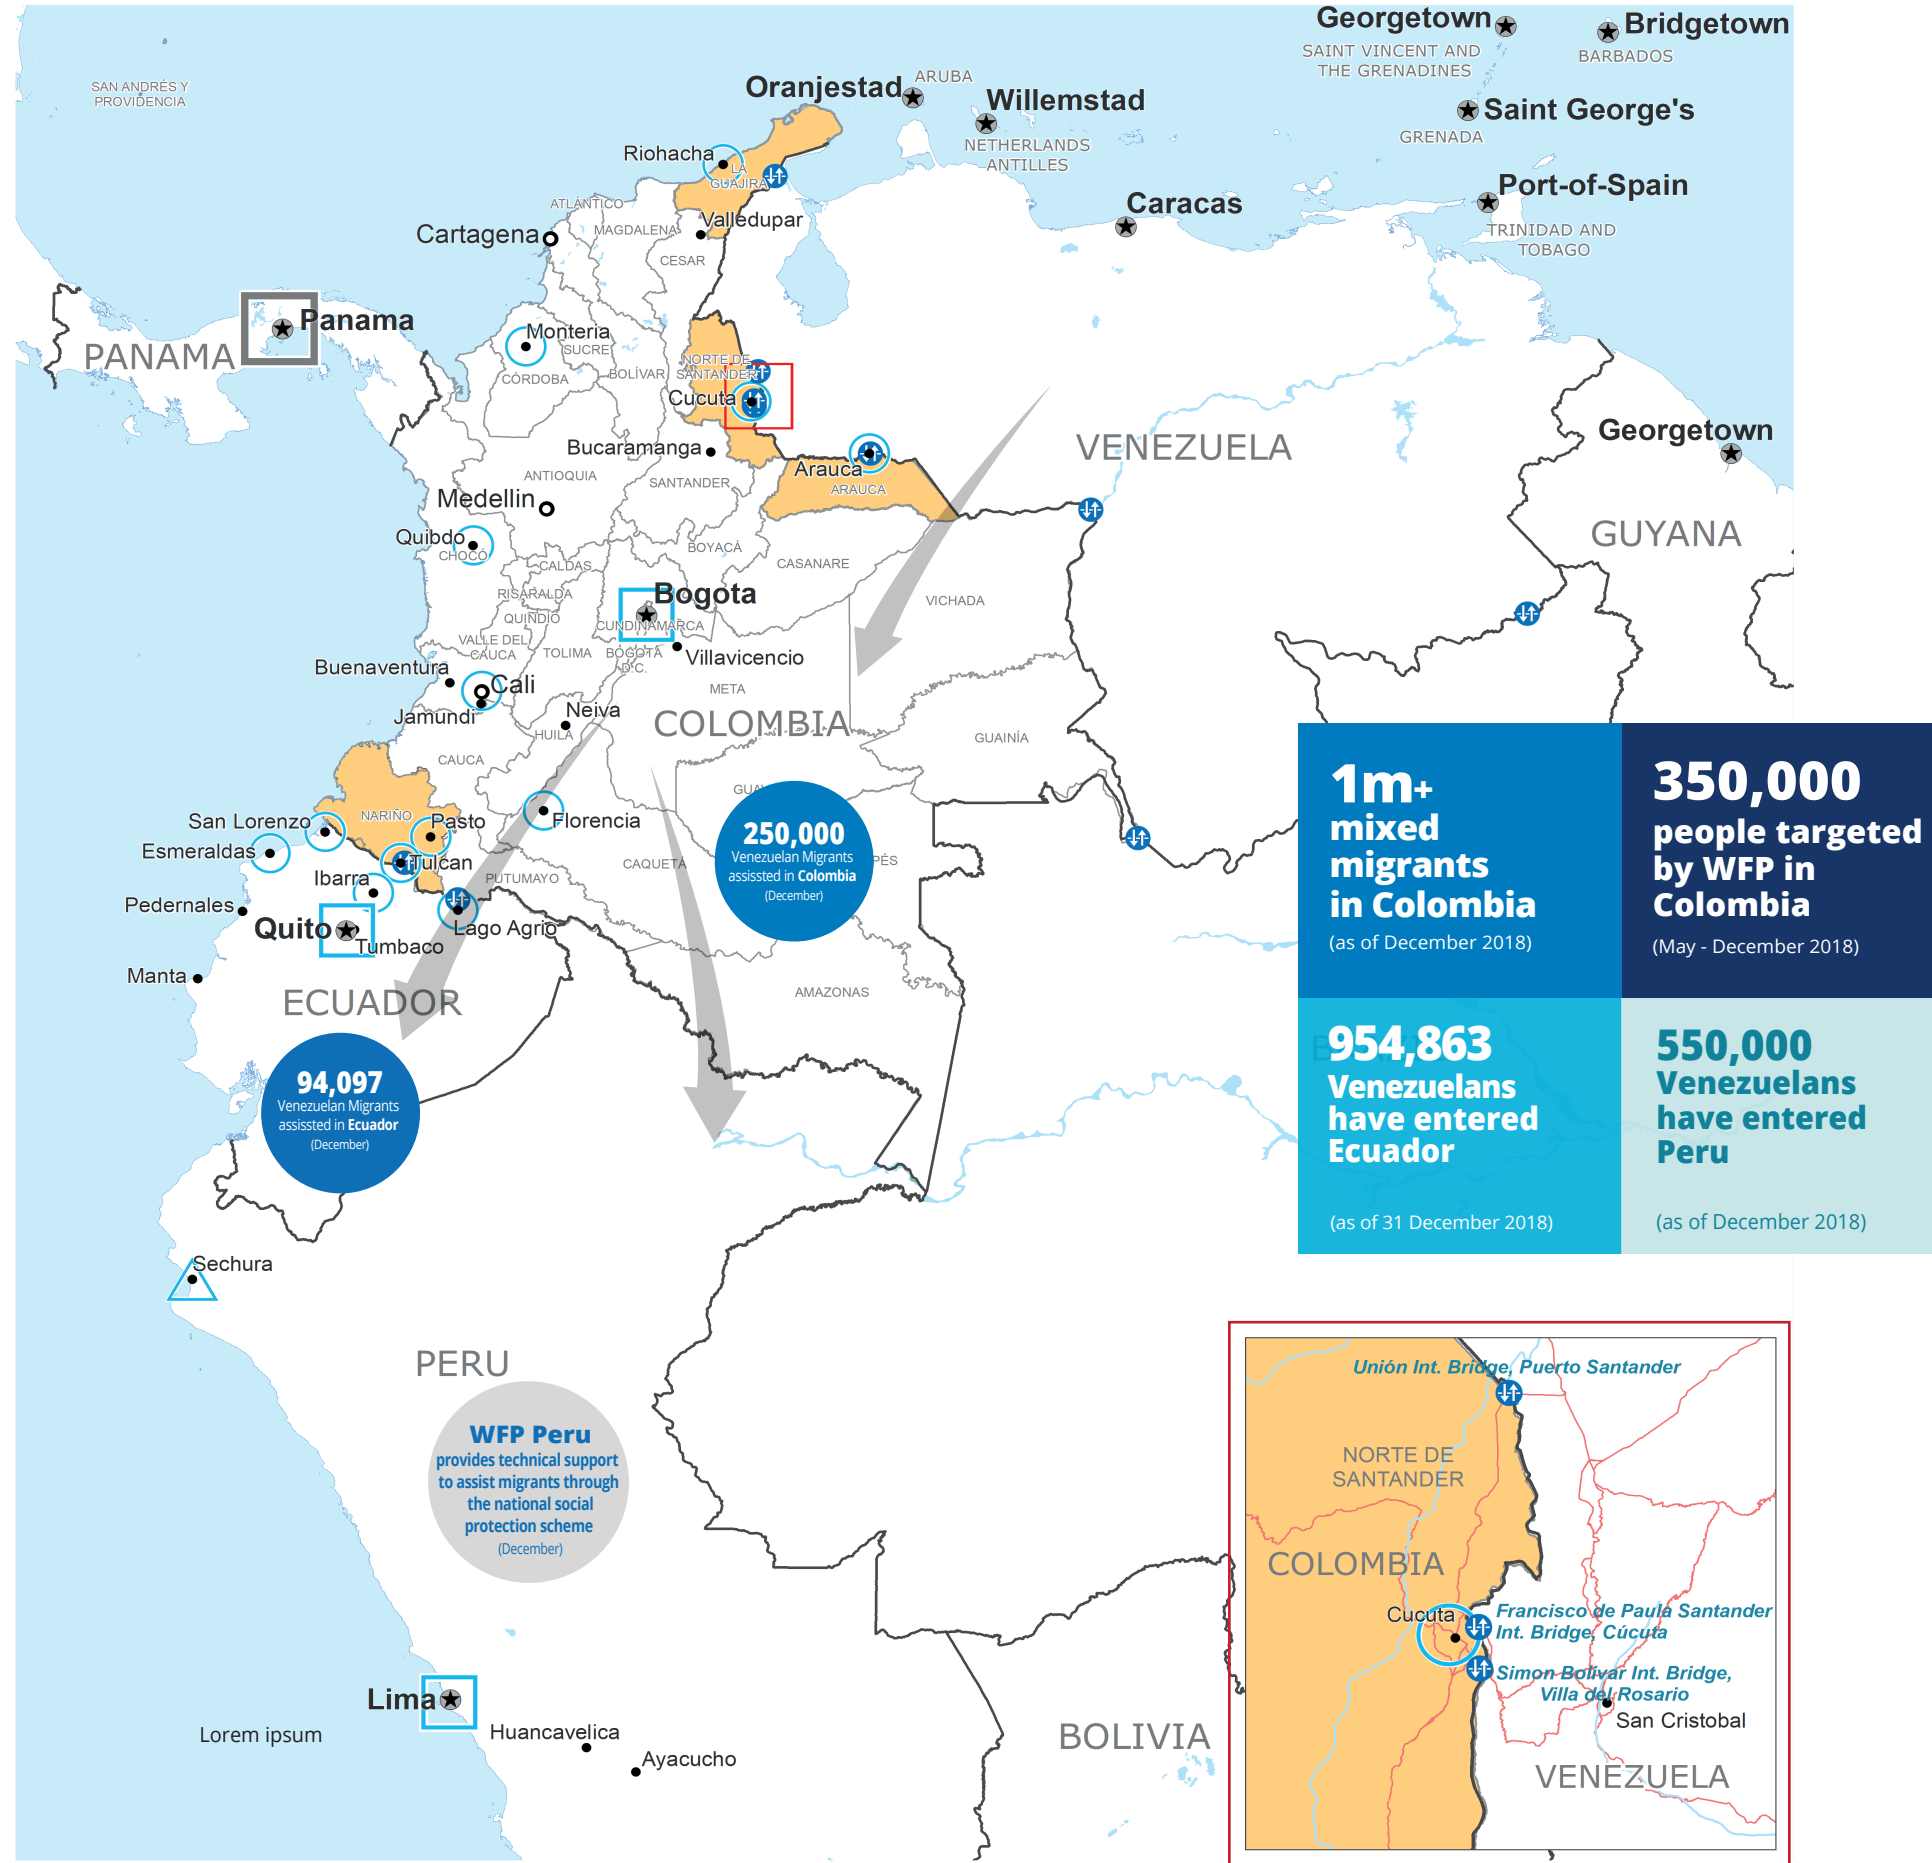 Georgetown
Bridgetown
SAINT VINCENT AND
THE GRENADINES
BARBADOS
SAN ANDRÉS Y
PROVIDENCIA
Oranjestad
ARUBA
Willemstad
NETHERLANDS
ANTILLES
Saint George's
GRENADA
Riohacha
LA
GUAJIRA
Port-of-Spain
TRINIDAD AND
TOBAGO
Caracas
ATLÁNTICO
MAGDALENA
Valledupar
Cartagena
CESAR
Panama
PANAMA
Monteria
SUCRE
CÓRDOBA
BOLÍVAR
NORTE DE
SANTANDER
Cucuta
Bucaramanga
VENEZUELA
Georgetown
Arauca
ARAUCA
ANTIOQUIA
SANTANDER
Medellin
GUYANA
Quibdo
CHOCÓ
BOYACÁ
CASANARE
CALDAS
RISARALDA
Bogota
VICHADA
QUINDÍO
CUNDINAMARCA
VALLE DEL
CAUCA
TOLIMA
BOGOTÁ
D.C.
Villavicencio
Buenaventura
Cali
META
Jamundi
Neiva
COLOMBIA
HUILA
GUAINÍA
CAUCA
GUA
PÉS
NARIÑO
Pasto
San Lorenzo
Florencia
Esmeraldas
Tulcan
CAQUETÁ
Ibarra
PUTUMAYO
Pedernales
Quito
Tumbaco
Lago Agrio
Manta
AMAZONAS
ECUADOR
250,000
Venezuelan Migrants
assissted in Colombia
(December)
94,097
Venezuelan Migrants
assissted in Ecuador
(December)
1m+
mixed
migrants
in Colombia
(as of December 2018)
350,000
people targeted
by WFP in
Colombia
(May - December 2018)
954,863
Venezuelans
have entered
Ecuador
(as of 31 December 2018)
550,000
Venezuelans
have entered
Peru
(as of December 2018)
Sechura
PERU
WFP Peru
provides technical support
to assist migrants through
the national social
protection scheme
(December)
Lima
Lorem ipsum
Huancavelica
Ayacucho
BOLIVIA
Unión Int. Bridge, Puerto Santander
NORTE DE
SANTANDER
COLOMBIA
Cucuta
Francisco de Paula Santander
Int. Bridge, Cúcuta
Simon Bolivar Int. Bridge,
Villa del Rosario
San Cristobal
VENEZUELA